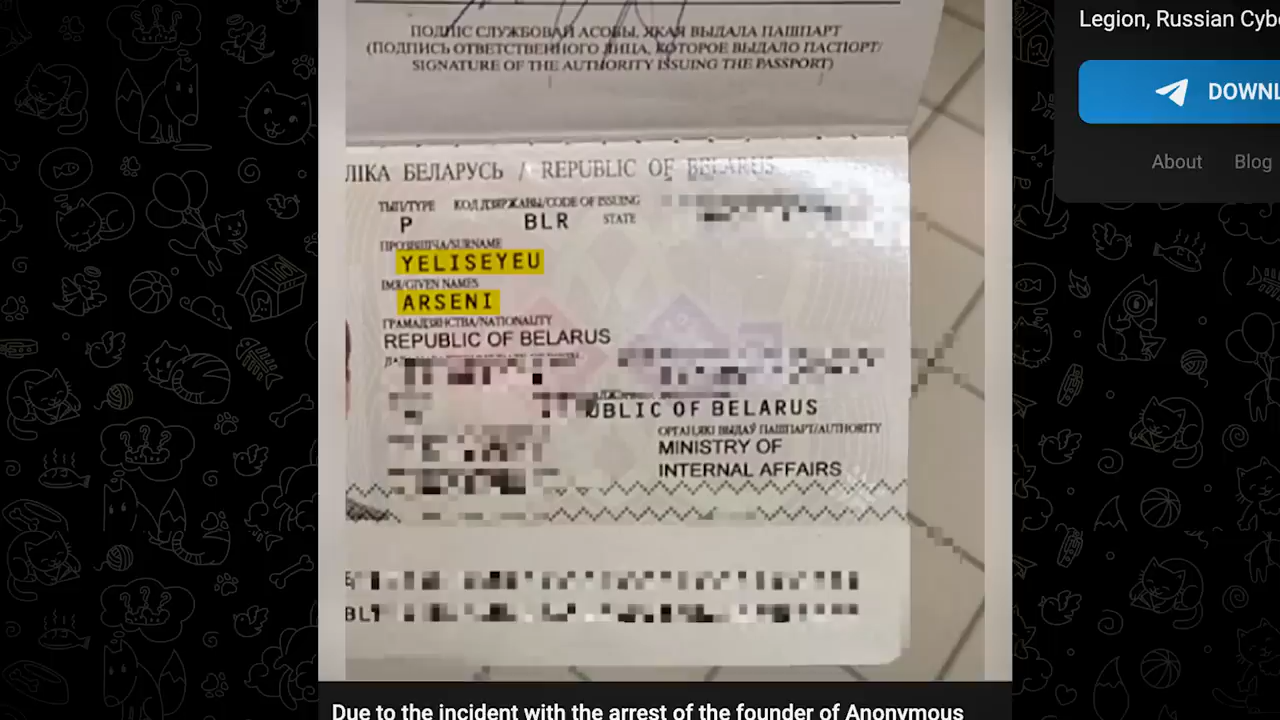 Legion, Russian Cyb
DOWNL
About Blog
ПОДПІС СЛУЖБОВАЙ АСОБЫ, ЯКАЯ ВЫДАЛА ПАШПАРТ
(ПОДПИСЬ ОТВЕТСТВЕННОГО ЛИЦА, КОТОРОЕ ВЫДАЛО ПАСПОРТ/
SIGNATURE OF THE AUTHORITY ISSUING THE PASSPORT)
ЛІКА БЕЛАРУСЬ / REPUBLIC OF BELARUS
ТЫП/TYPE КОД ДЗЯРЖАВЫ/CODE OF ISSUING
P BLR STATE
ПРОЗВІШЧА/SURNAME
YELISEYEU
ІМЯ/GIVEN NAMES
ARSENI
ГРАМАДЗЯНСТВА/NATIONALITY
REPUBLIC OF BELARUS
UBLIC OF BELARUS
ОРГАН, ЯКІ ВЫДАЎ ПАШПАРТ/AUTHORITY
MINISTRY OF
INTERNAL AFFAIRS
Due to the incident with the arrest of the founder of Anonymous